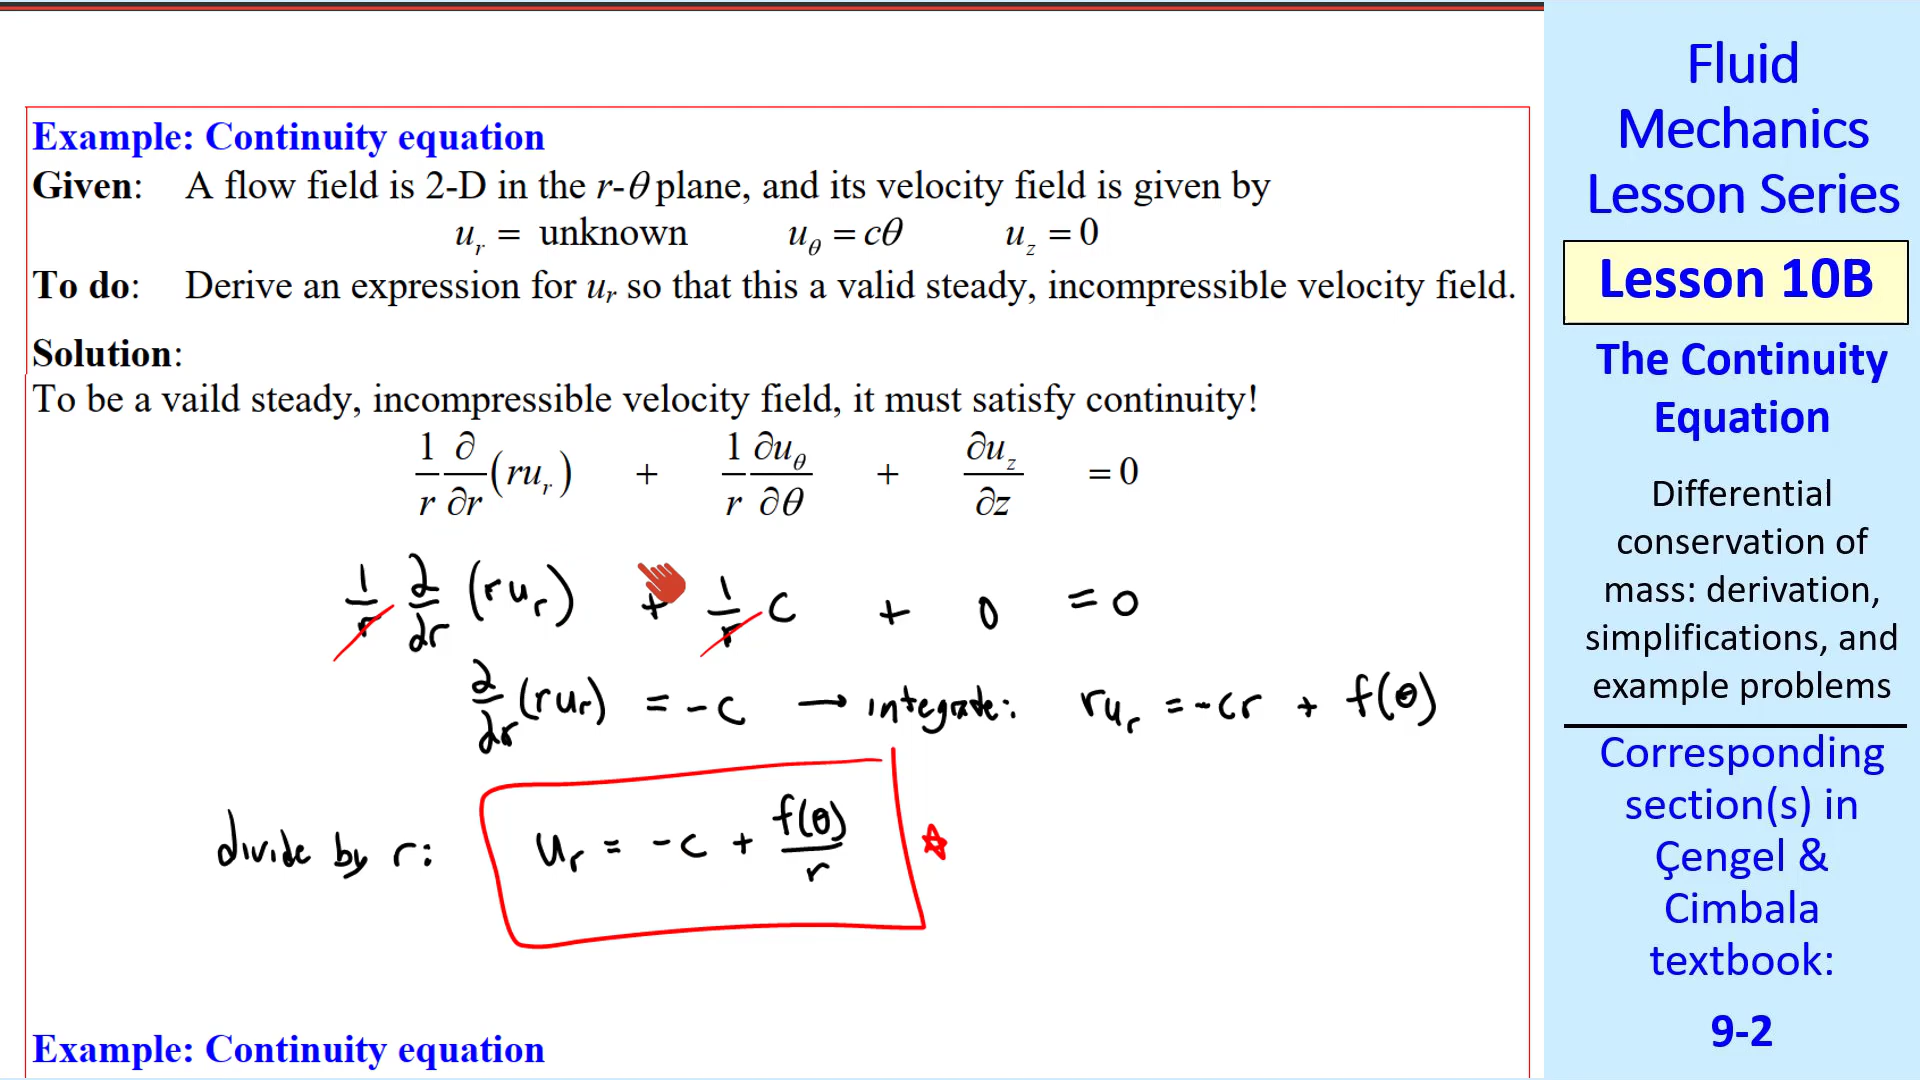 Example: Continuity equation
Given: A flow field is 2-D in the r-θ plane, and its velocity field is given by
u_r = unknown u_θ = cθ u_z = 0
To do: Derive an expression for u_r so that this a valid steady, incompressible velocity field.
Solution:
To be a vaild steady, incompressible velocity field, it must satisfy continuity!
1/r ∂/∂r (ru_r) + 1/r ∂u_θ/∂θ + ∂u_z/∂z = 0
1/r ∂/∂r (ru_r) + 1/r c + 0 = 0
∂/∂r (ru_r) = -c → integrate: ru_r = -cr + f(θ)
divide by r: u_r = -c + f(θ)/r
Example: Continuity equation
Fluid
Mechanics
Lesson Series
Lesson 10B
The Continuity
Equation
Differential
conservation of
mass: derivation,
simplifications, and
example problems
Corresponding
section(s) in
Çengel &
Cimbala
textbook:
9-2